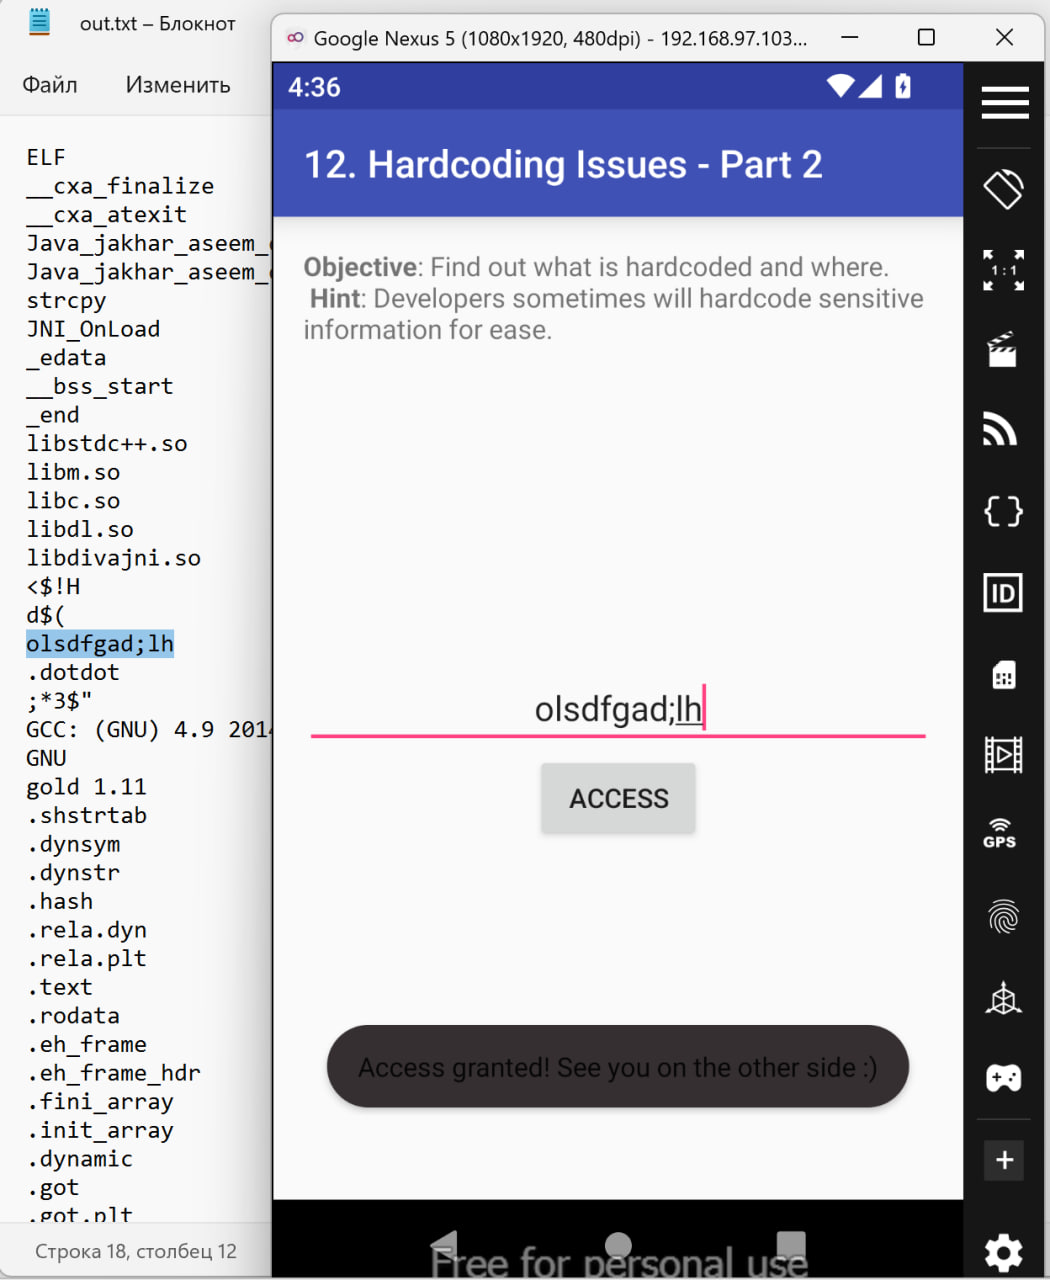 out.txt – Блокнот
Файл Изменить
ELF
__cxa_finalize
__cxa_atexit
Java_jakhar_aseem_
Java_jakhar_aseem_
strcpy
JNI_OnLoad
_edata
__bss_start
_end
libstdc++.so
libm.so
libc.so
libdl.so
libdivajni.so
<$!H
d$(
olsdfgad;lh
.dotdot
;*3$"
GCC: (GNU) 4.9 201
GNU
gold 1.11
.shstrtab
.dynsym
.dynstr
.hash
.rela.dyn
.rela.plt
.text
.rodata
.eh_frame
.eh_frame_hdr
.fini_array
.init_array
.dynamic
.got
.got.plt
Строка 18, столбец 12
Google Nexus 5 (1080x1920, 480dpi) - 192.168.97.103...
4:36
12. Hardcoding Issues - Part 2
Objective: Find out what is hardcoded and where.
Hint: Developers sometimes will hardcode sensitive
information for ease.
olsdfgad;lh
ACCESS
Access granted! See you on the other side :)
Free for personal use
1:1
ID
GPS